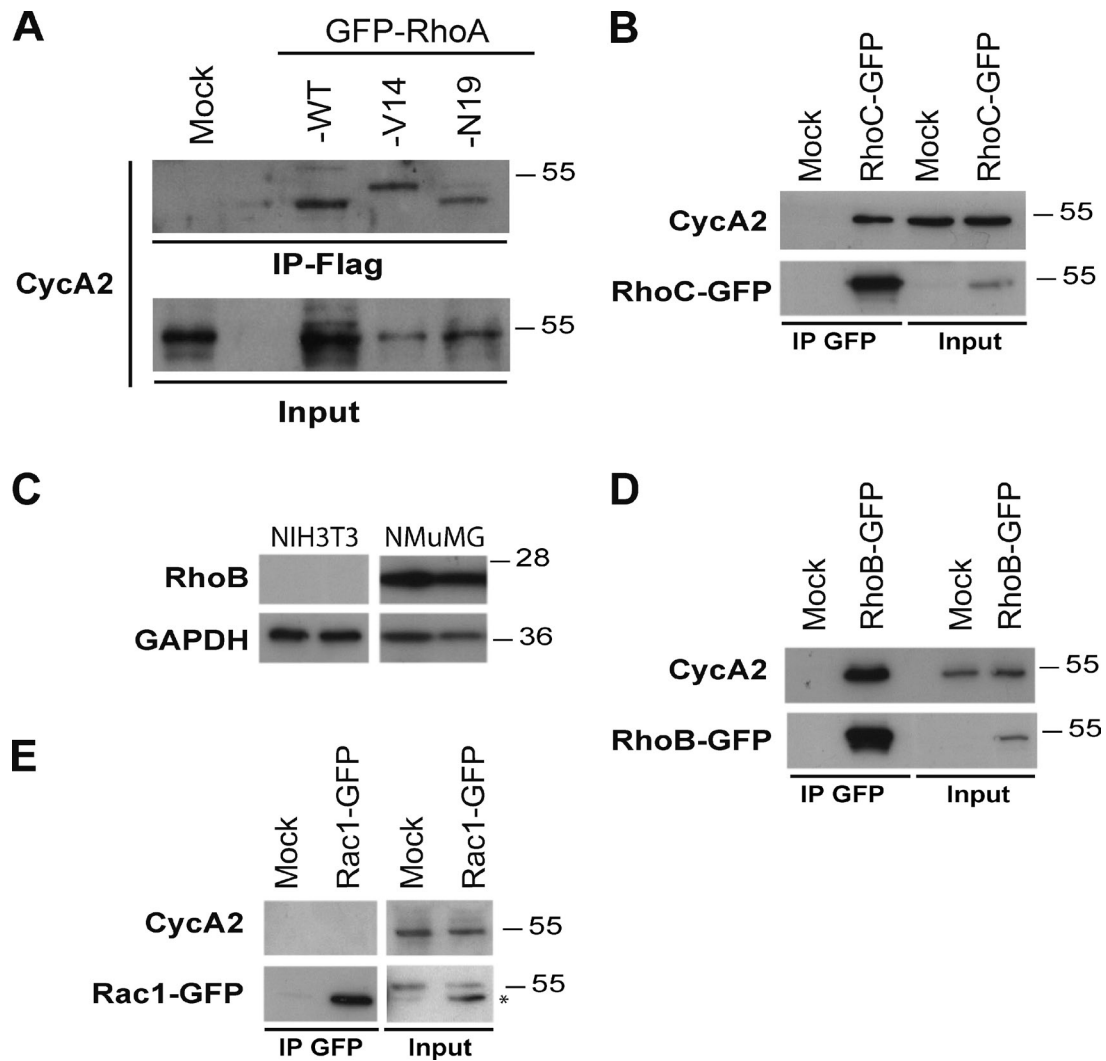 A
GFP-RhoA
Mock
-WT
-V14
-N19
55
IP-Flag
CycA2
55
Input
B
Mock
RhoC-GFP
Mock
RhoC-GFP
CycA2
55
RhoC-GFP
55
IP GFP
Input
C
NIH3T3
NMuMG
RhoB
28
GAPDH
36
D
Mock
RhoB-GFP
Mock
RhoB-GFP
CycA2
55
RhoB-GFP
55
IP GFP
Input
E
Mock
Rac1-GFP
Mock
Rac1-GFP
CycA2
55
Rac1-GFP
55
*
IP GFP
Input